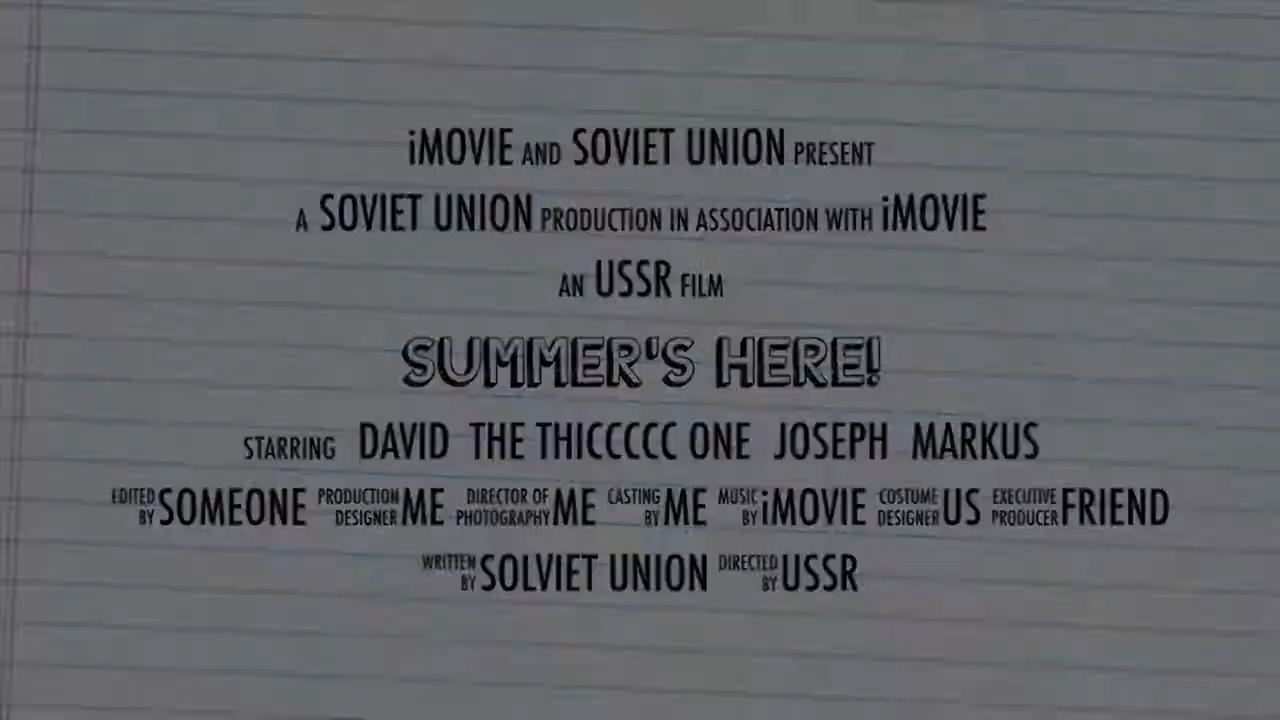 iMOVIE AND SOVIET UNION PRESENT
A SOVIET UNION PRODUCTION IN ASSOCIATION WITH iMOVIE
AN USSR FILM
SUMMER'S HERE!
STARRING DAVID THE THICCCCC ONE JOSEPH MARKUS
EDITED BY SOMEONE PRODUCTION DESIGNER ME DIRECTOR OF PHOTOGRAPHY ME CASTING BY ME MUSIC BY iMOVIE COSTUME DESIGNER US EXECUTIVE PRODUCER FRIEND
WRITTEN BY SOLVIET UNION DIRECTED BY USSR